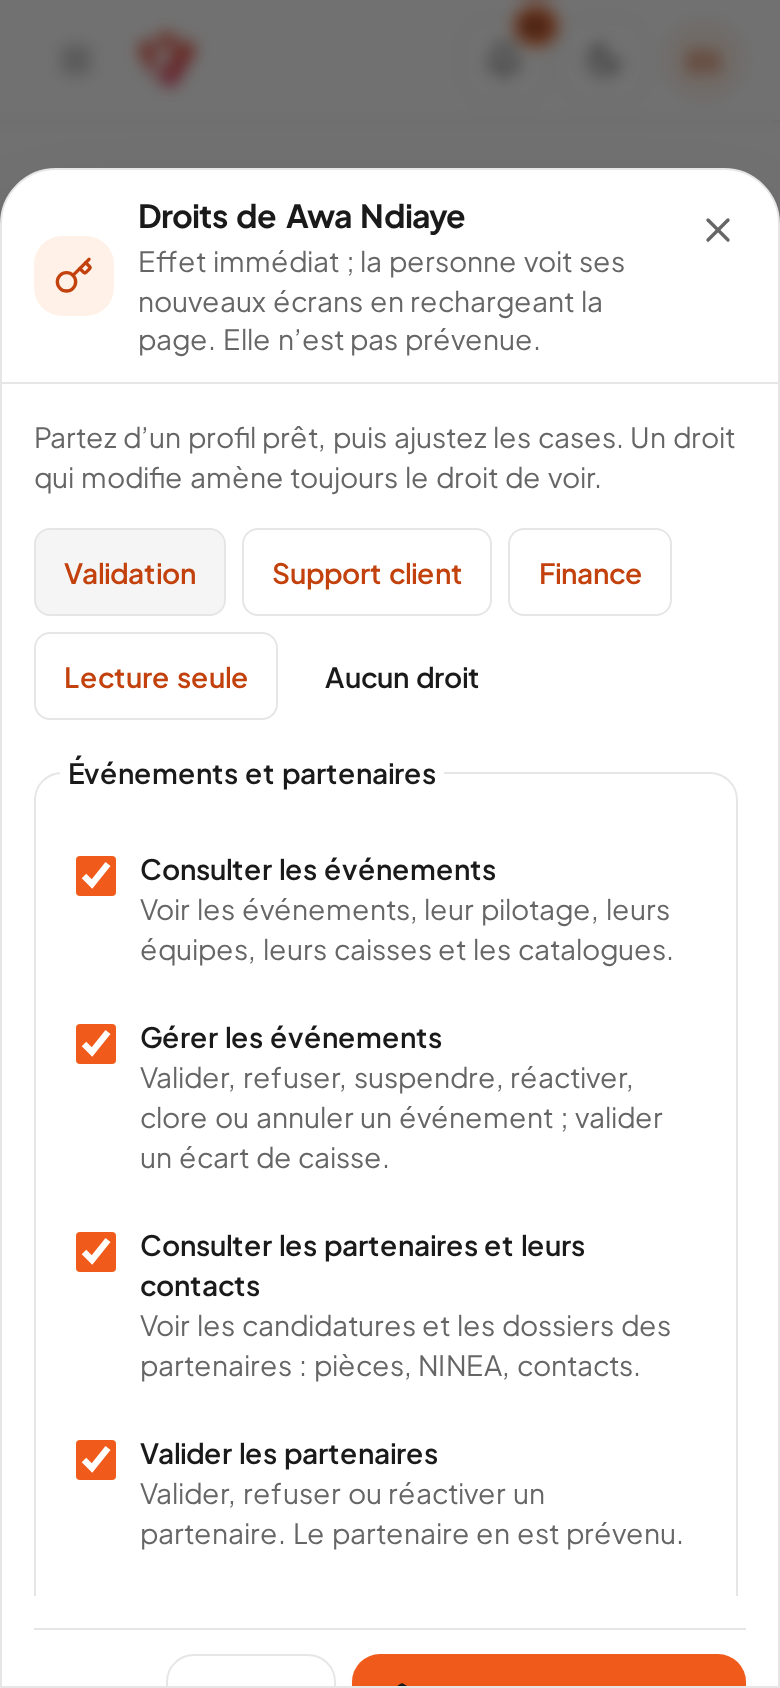 Droits de Awa Ndiaye
Effet immédiat ; la personne voit ses
nouveaux écrans en rechargeant la
page. Elle n’est pas prévenue.
Partez d’un profil prêt, puis ajustez les cases. Un droit
qui modifie amène toujours le droit de voir.
Validation
Support client
Finance
Lecture seule
Aucun droit
Événements et partenaires
Consulter les événements
Voir les événements, leur pilotage, leurs
équipes, leurs caisses et les catalogues.
Gérer les événements
Valider, refuser, suspendre, réactiver,
clore ou annuler un événement ; valider
un écart de caisse.
Consulter les partenaires et leurs
contacts
Voir les candidatures et les dossiers des
partenaires : pièces, NINEA, contacts.
Valider les partenaires
Valider, refuser ou réactiver un
partenaire. Le partenaire en est prévenu.